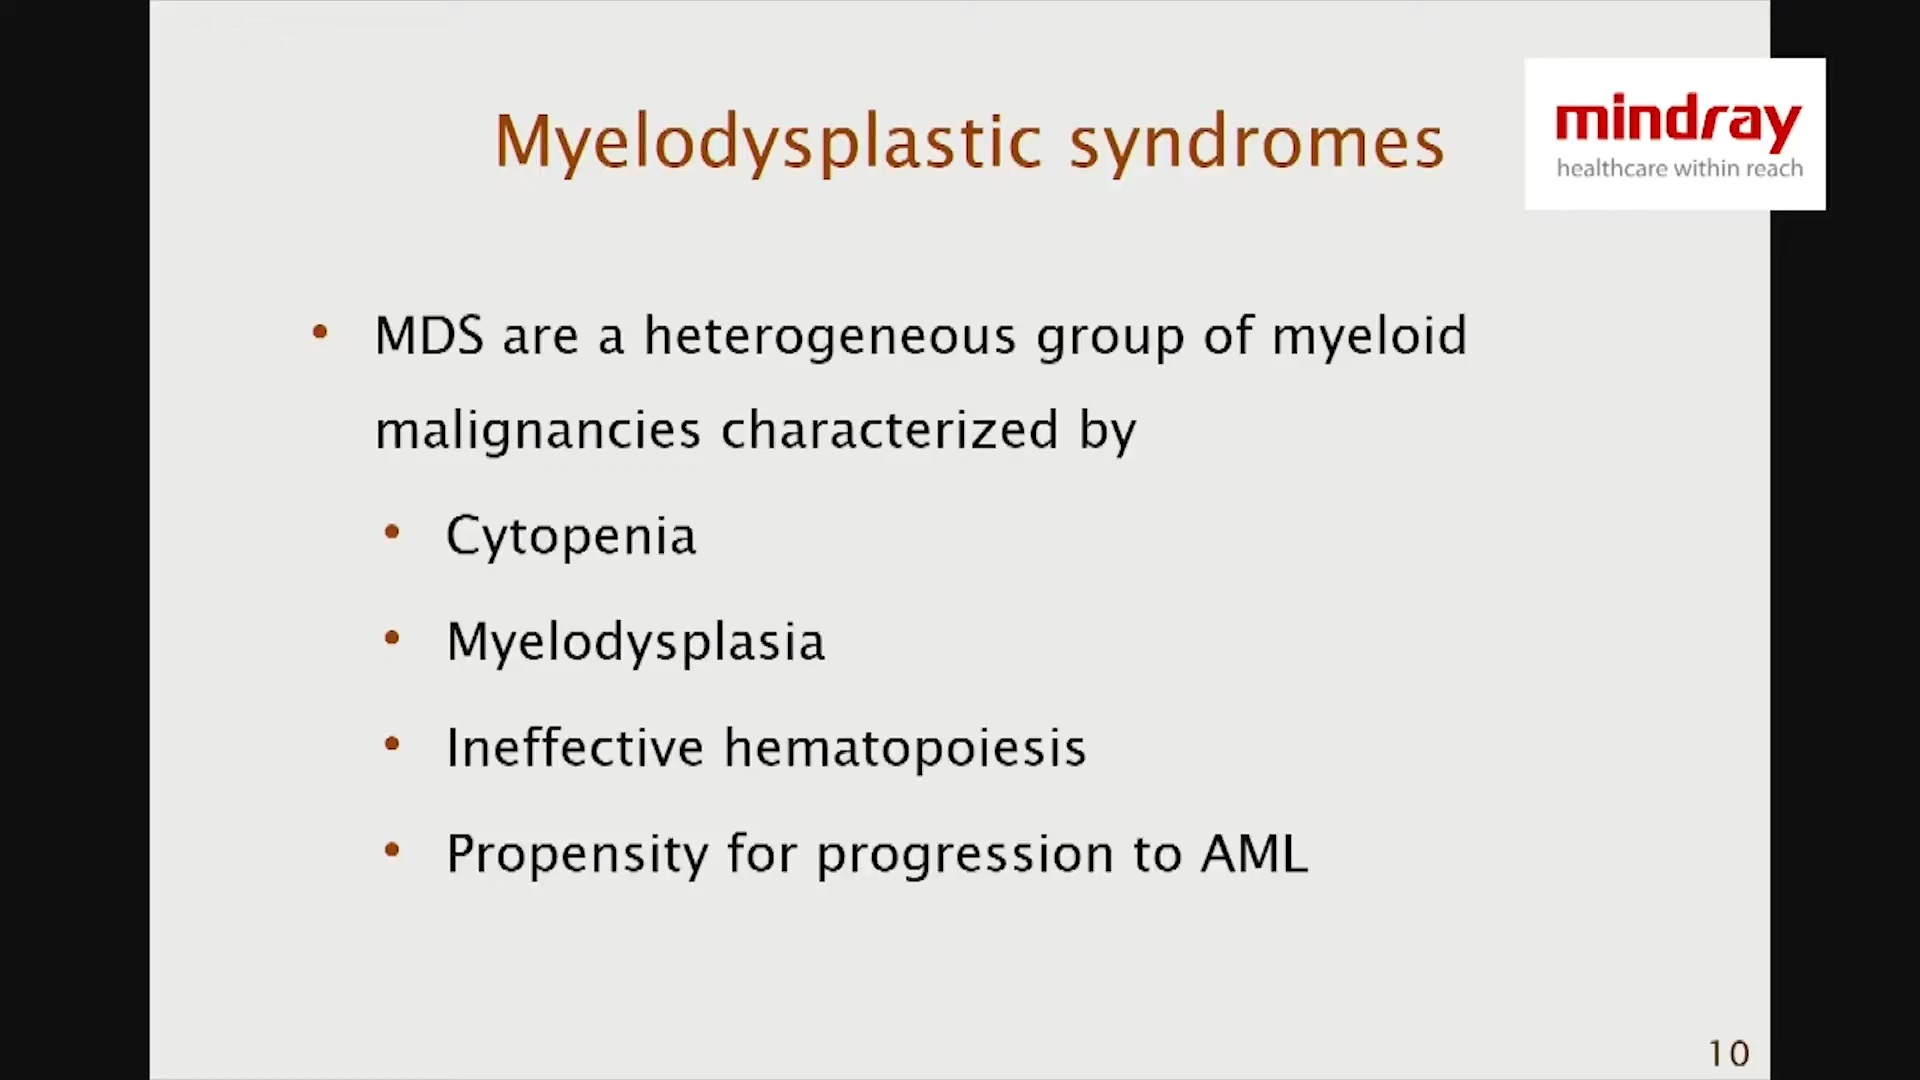 Myelodysplastic syndromes
mindray
healthcare within reach
• MDS are a heterogeneous group of myeloid
malignancies characterized by
• Cytopenia
• Myelodysplasia
• Ineffective hematopoiesis
• Propensity for progression to AML
10